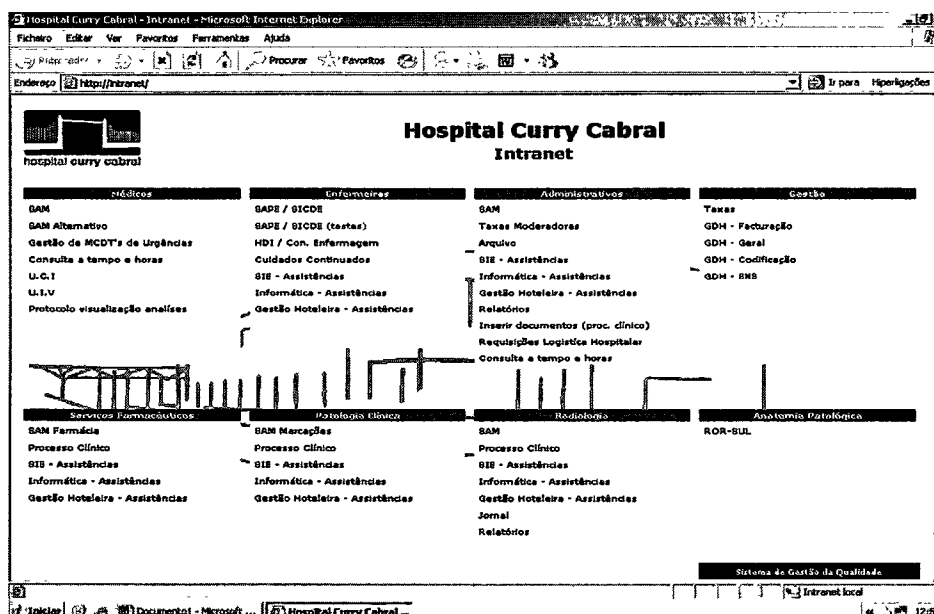 Hospital Curry Cabral - Intranet - Microsoft Internet Explorer
Ficheiro Editar Ver Favoritos Ferramentas Ajuda
Procurar Favoritos
Endereço http://intranet/ Ir para Hiperligações
hospital curry cabral
Hospital Curry Cabral
Intranet
Médicos
SAM
SAM Alternativo
Gestão de MCDT's de Urgências
Consulta a tempo e horas
U.C.I
U.I.V
Protocolo visualização analíses
Enfermeiros
SAPE / SICDE
SAPE / SICDE (testes)
HDI / Con. Enfermagem
Cuidados Continuados
SIE - Assistências
Informática - Assistências
Gestão Hoteleira - Assistências
Administrativos
SAM
Taxas Moderadoras
Arquivo
SIE - Assistências
Informática - Assistências
Gestão Hoteleira - Assistências
Relatórios
Inserir documentos (proc. clínico)
Requisições Logistica Hospitalar
Consulta a tempo e horas
Gestão
Taxas
GDH - Facturação
GDH - Geral
GDH - Codificação
GDH - SNS
Serviços Farmacêuticos
SAM Farmácia
Processo Clínico
SIE - Assistências
Informática - Assistências
Gestão Hoteleira - Assistências
Patologia Clínica
SAM Marcações
Processo Clínico
SIE - Assistências
Informática - Assistências
Gestão Hoteleira - Assistências
Radiologia
SAM
Processo Clínico
SIE - Assistências
Informática - Assistências
Gestão Hoteleira - Assistências
Jornal
Relatórios
Anatomia Patológica
ROR-SUL
Sistema de Gestão da Qualidade
Intranet local
Iniciar Documento1 - Microsoft ... Hospital Curry Cabral ...